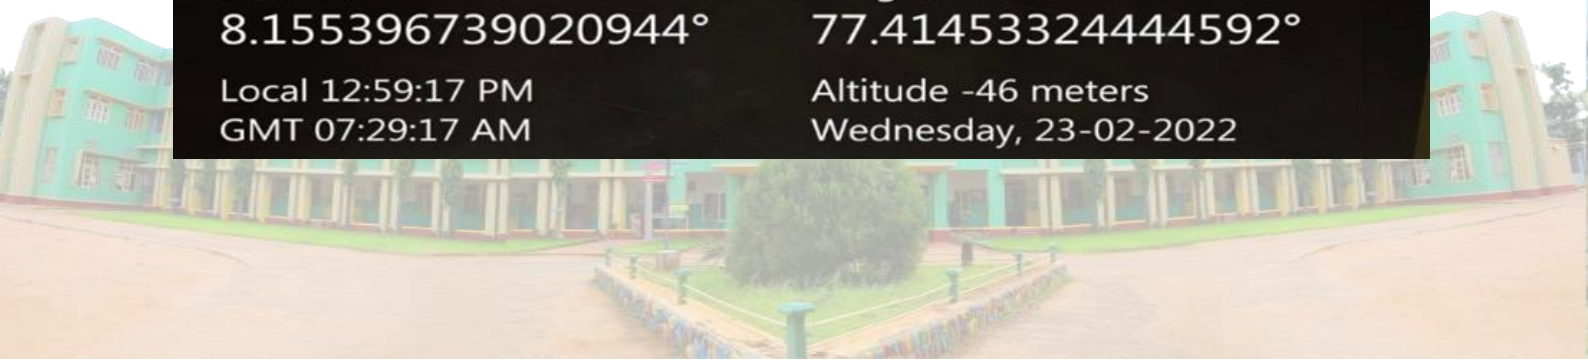 8.155396739020944° 77.41453324444592°
Local 12:59:17 PM Altitude -46 meters
GMT 07:29:17 AM Wednesday, 23-02-2022